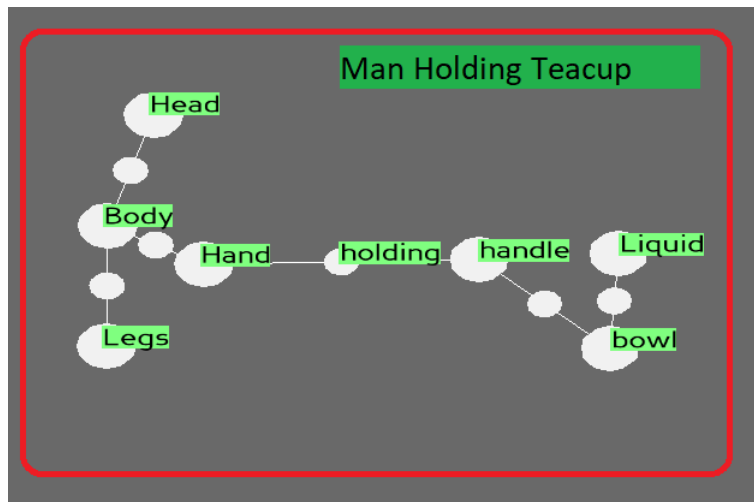 Man Holding Teacup
Head
Body
Hand
holding
handle
Liquid
Legs
bowl